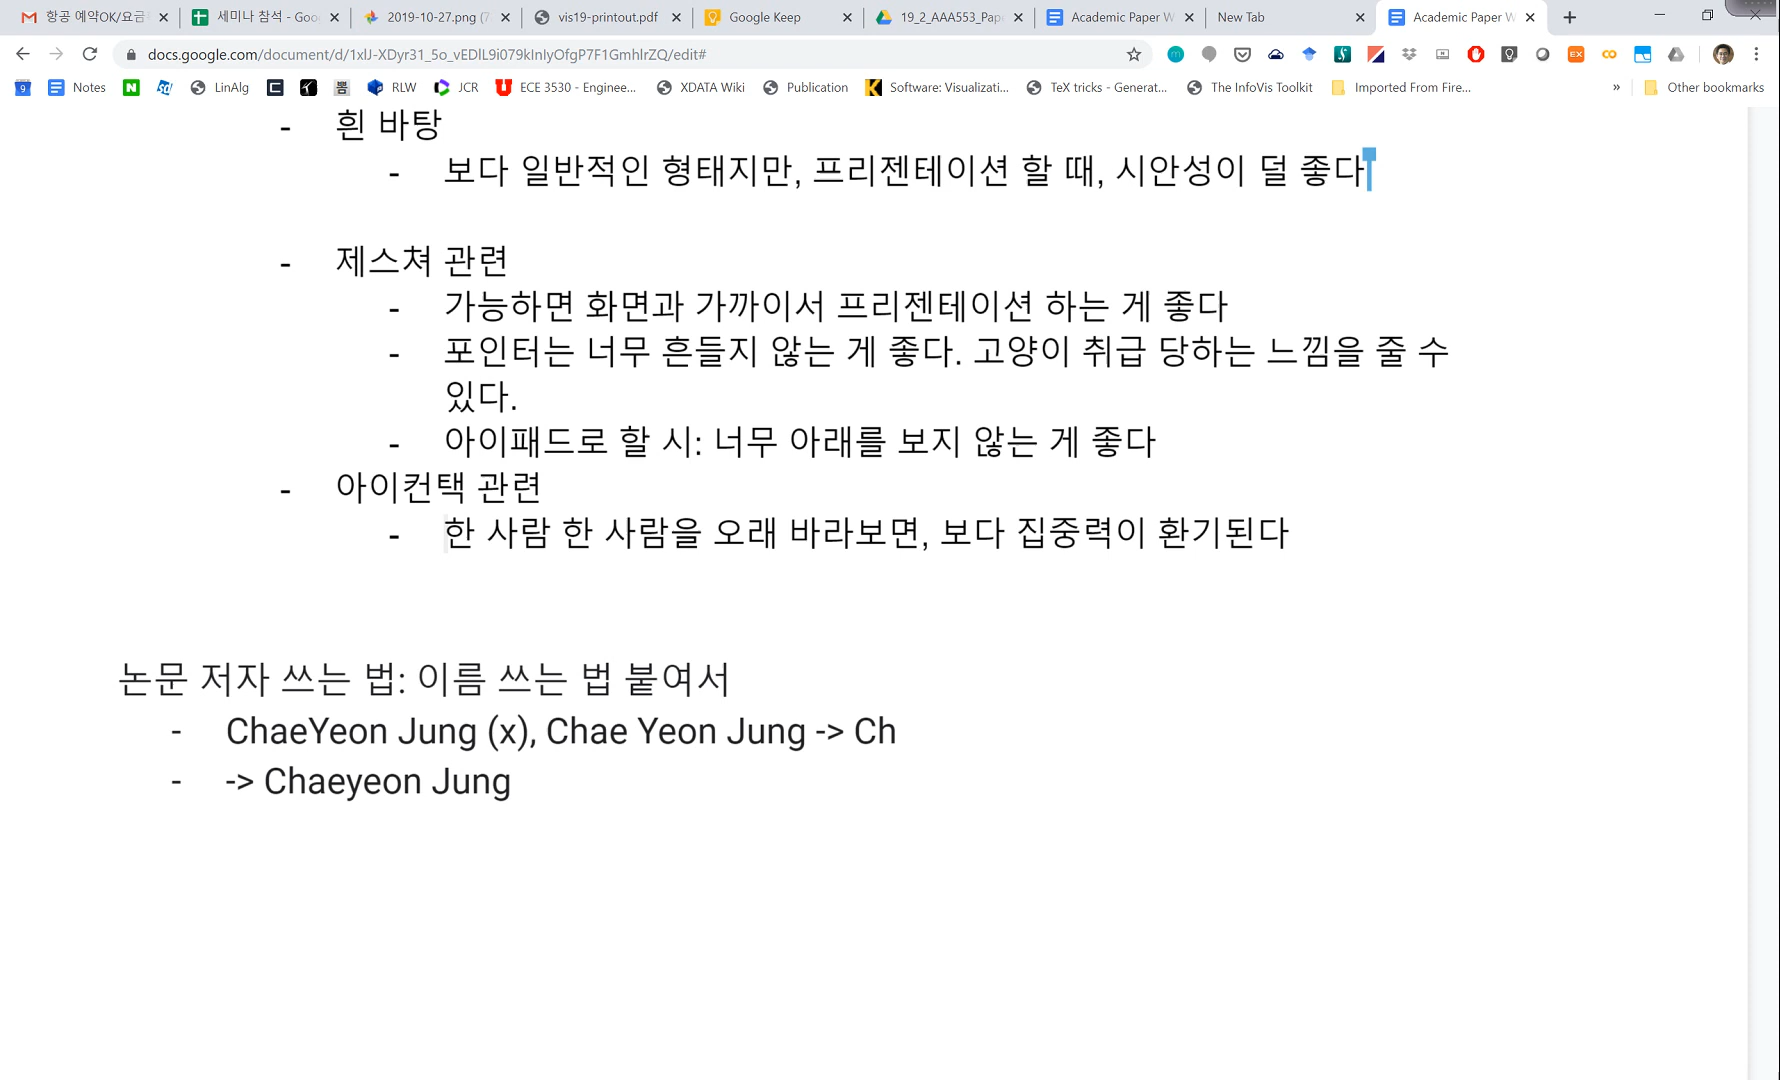 항공 예약OK/요금
세미나 참석 - Goo
2019-10-27.png (7
vis19-printout.pdf
Google Keep
19_2_AAA553_Pap
Academic Paper W
New Tab
Academic Paper W
docs.google.com/document/d/1xlJ-XDyr31_5o_vEDlL9i079kInIyOfgP7F1GmhlrZQ/edit#
Notes
LinAlg
RLW
JCR
ECE 3530 - Enginee...
XDATA Wiki
Publication
Software: Visualizati...
TeX tricks - Generat...
The InfoVis Toolkit
Imported From Fire...
» Other bookmarks
- 흰 바탕
- 보다 일반적인 형태지만, 프리젠테이션 할 때, 시안성이 덜 좋다
- 제스쳐 관련
- 가능하면 화면과 가까이서 프리젠테이션 하는 게 좋다
- 포인터는 너무 흔들지 않는 게 좋다. 고양이 취급 당하는 느낌을 줄 수
있다.
- 아이패드로 할 시: 너무 아래를 보지 않는 게 좋다
- 아이컨택 관련
- 한 사람 한 사람을 오래 바라보면, 보다 집중력이 환기된다
논문 저자 쓰는 법: 이름 쓰는 법 붙여서
- ChaeYeon Jung (x), Chae Yeon Jung -> Ch
- -> Chaeyeon Jung